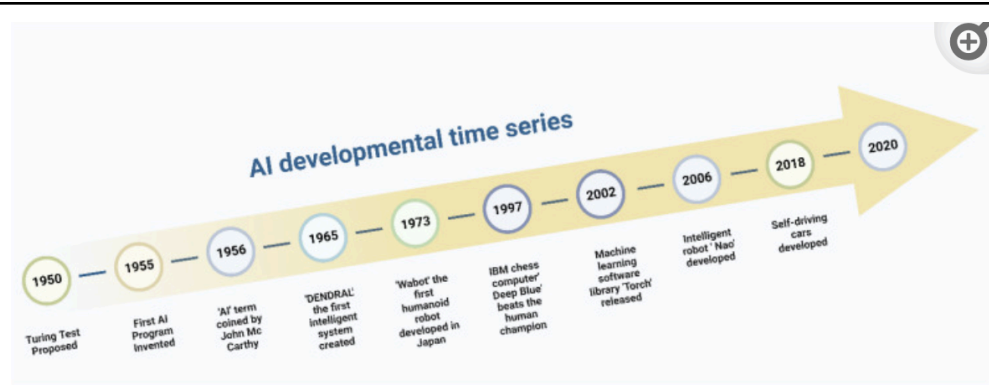 AI developmental time series
1950
1955
1956
1965
1973
1997
2002
2006
2018
2020
Turing Test
Proposed
First AI
Program
Invented
'AI' term
coined by
John Mc
Carthy
'DENDRAL'
the first
intelligent
system
created
'Wabot' the
first
humanoid
robot
developed in
Japan
IBM chess
computer'
Deep Blue'
beats the
human
champion
Machine
learning
software
library 'Torch'
released
Intelligent
robot ' Nao'
developed
Self-driving
cars
developed